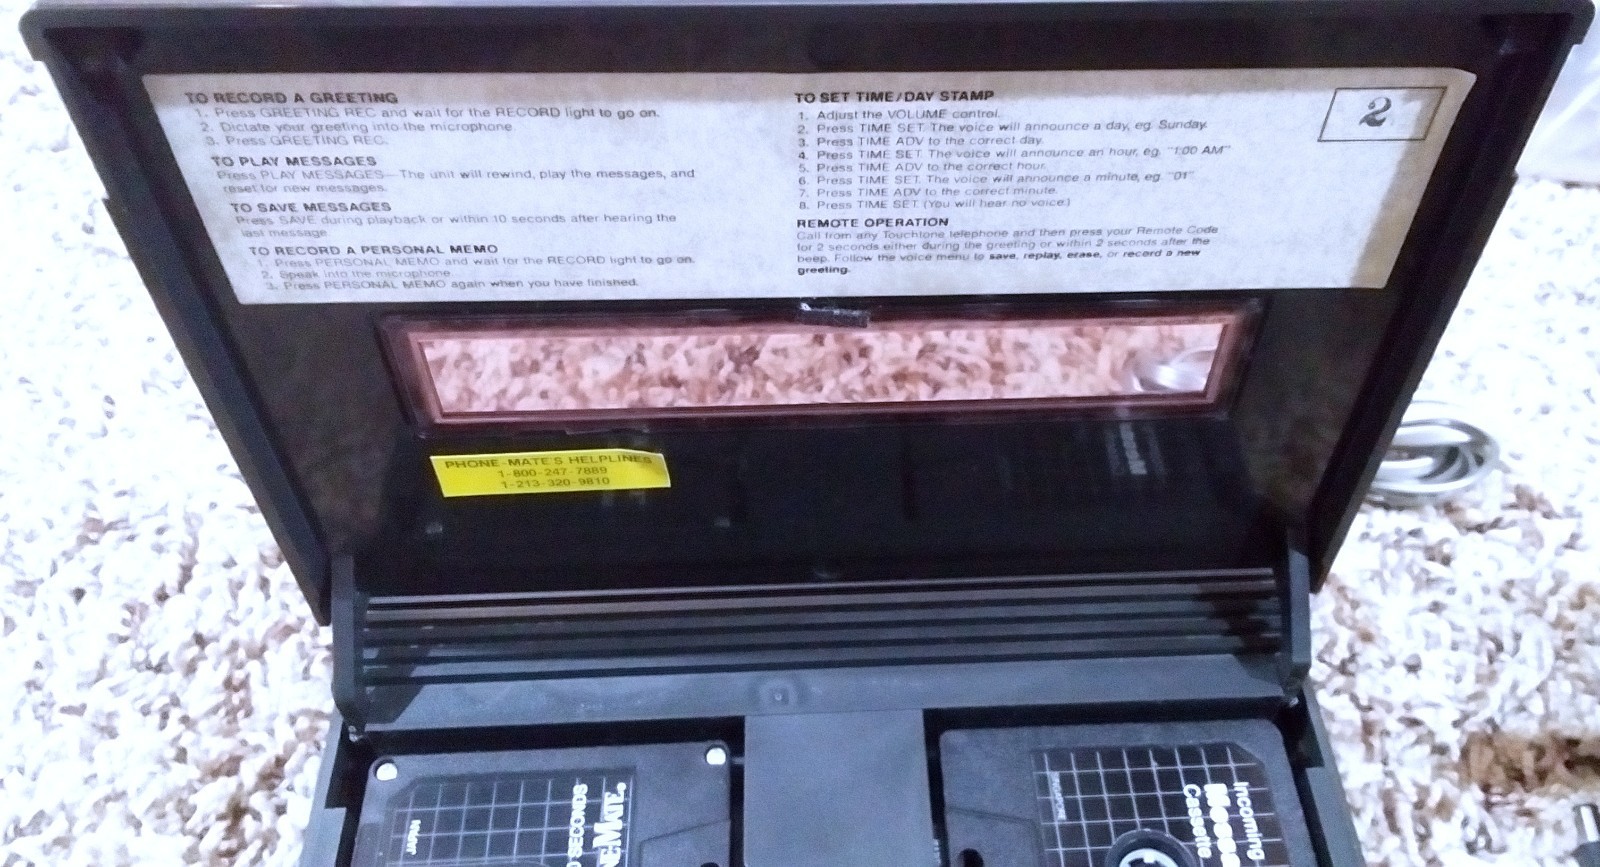 TO RECORD A GREETING
1. Press GREETING REC and wait for the RECORD light to go on.
2. Dictate your greeting into the microphone.
3. Press GREETING REC.
TO PLAY MESSAGES
Press PLAY MESSAGES—The unit will rewind, play the messages, and
reset for new messages.
TO SAVE MESSAGES
Press SAVE during playback or within 10 seconds after hearing the
last message.
TO RECORD A PERSONAL MEMO
1. Press PERSONAL MEMO and wait for the RECORD light to go on.
2. Speak into the microphone
3. Press PERSONAL MEMO again when you have finished.
TO SET TIME/DAY STAMP
1. Adjust the VOLUME control.
2. Press TIME SET. The voice will announce a day, eg. Sunday.
3. Press TIME ADV to the correct day.
4. Press TIME SET. The voice will announce an hour, eg. "1:00 AM"
5. Press TIME ADV to the correct hour.
6. Press TIME SET. The voice will announce a minute, eg. "01".
7. Press TIME ADV to the correct minute.
8. Press TIME SET. (You will hear no voice.)
REMOTE OPERATION
Call from any Touchtone telephone and then press your Remote Code
for 2 seconds either during the greeting or within 2 seconds after the
beep. Follow the voice menu to save, replay, erase, or record a new
greeting.
2
PHONE-MATE'S HELPLINES
1-800-247-7889
1-213-320-9810
JAPAN
0 SECONDS
NE-MATE
SINGAPORE
Incoming
Messa
Cassette